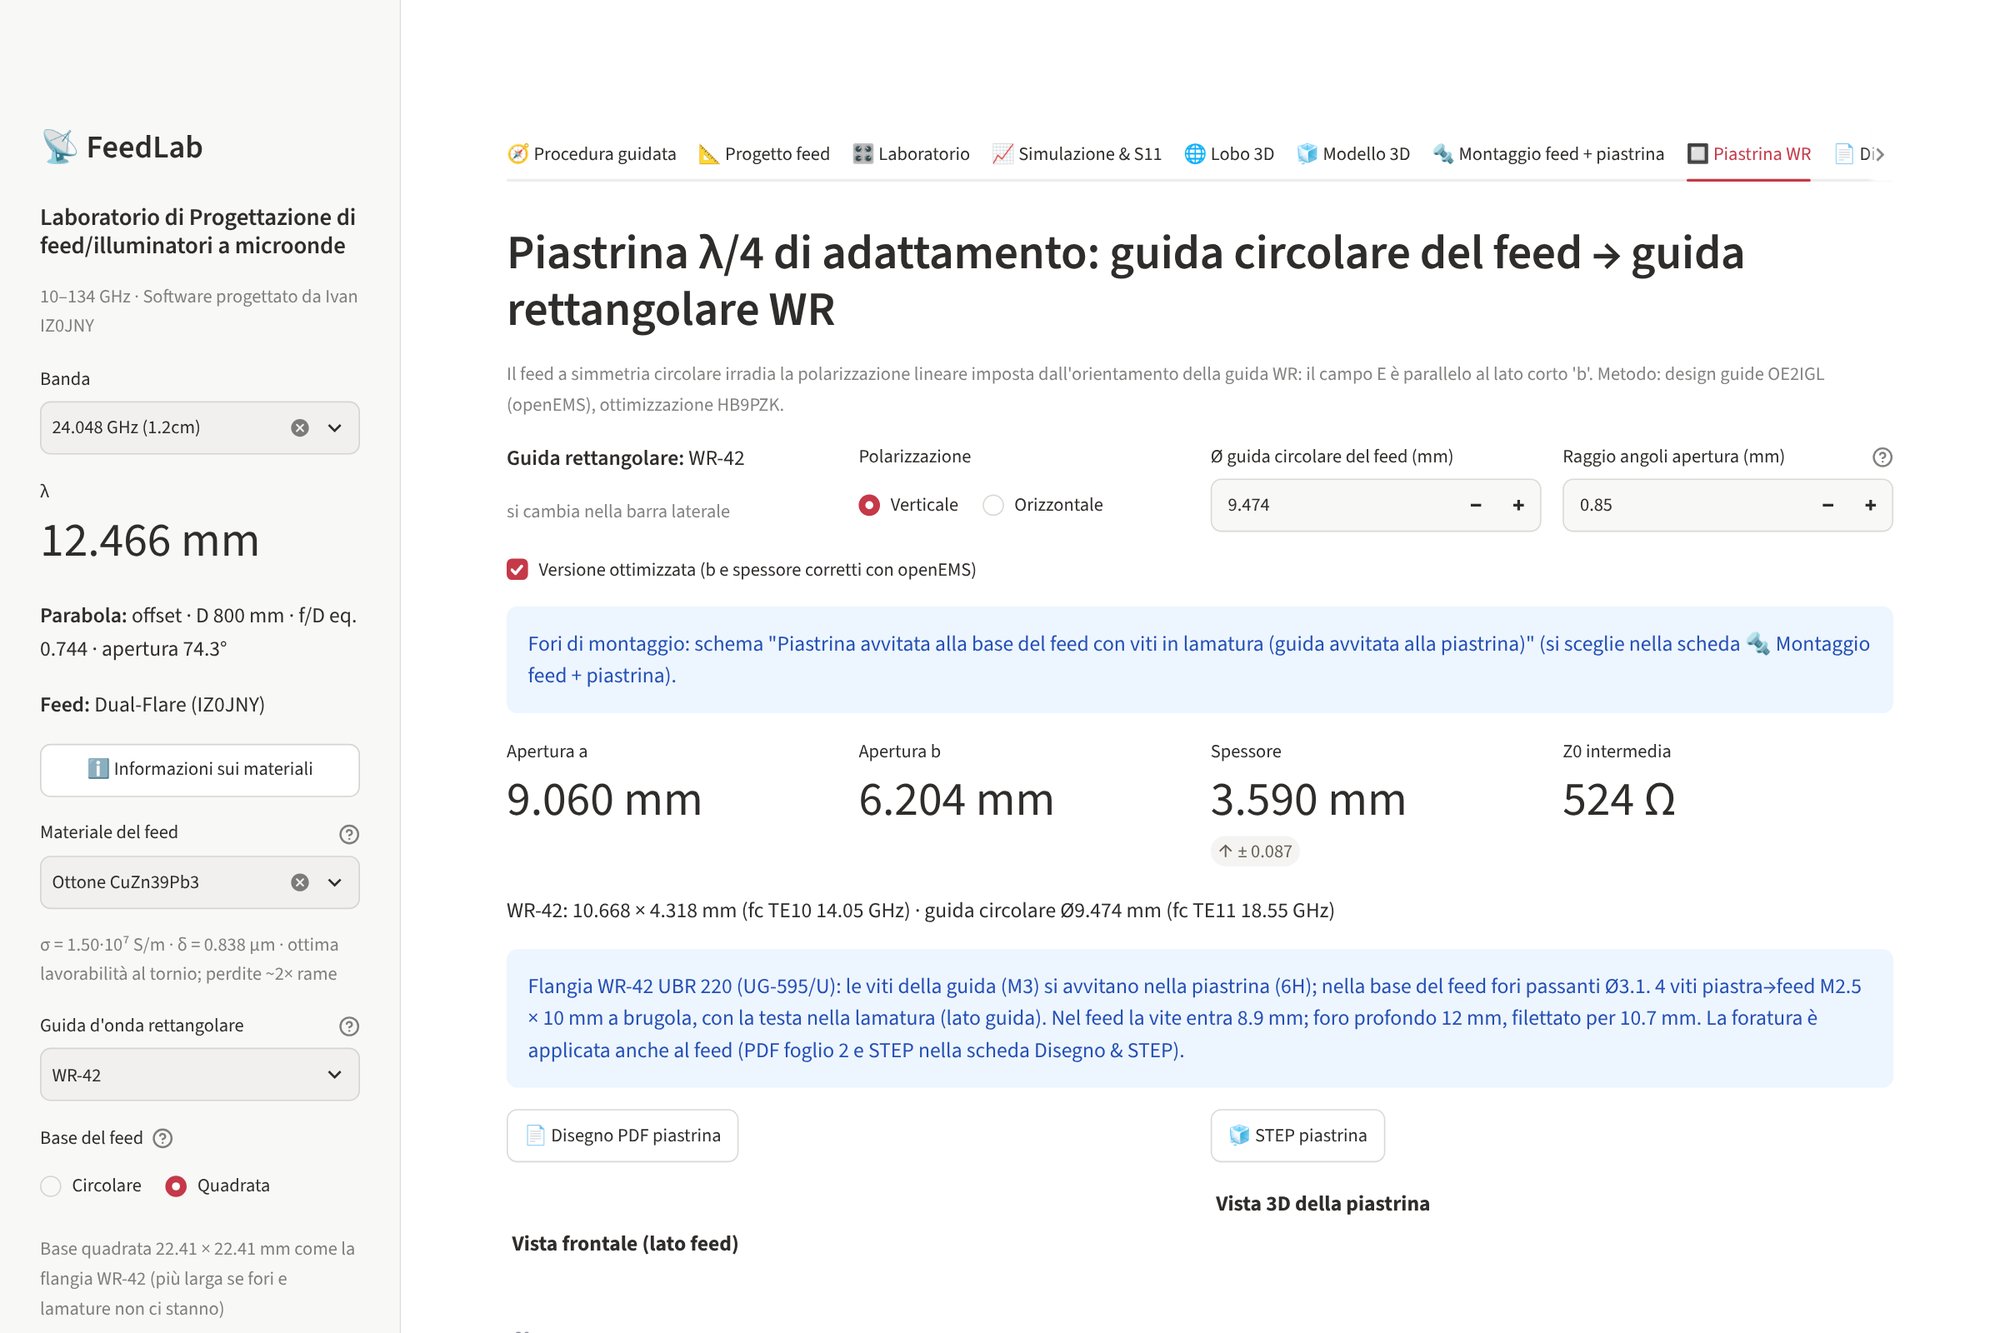 FeedLab
Laboratorio di Progettazione di
feed/illuminatori a microonde
10–134 GHz · Software progettato da Ivan
IZ0JNY
Banda
24.048 GHz (1.2cm)
λ
12.466 mm
Parabola: offset · D 800 mm · f/D eq.
0.744 · apertura 74.3°
Feed: Dual-Flare (IZ0JNY)
Informazioni sui materiali
Materiale del feed
Ottone CuZn39Pb3
σ = 1.50·10⁷ S/m · δ = 0.838 µm · ottima
lavorabilità al tornio; perdite ~2× rame
Guida d'onda rettangolare
WR-42
Base del feed
Circolare
Quadrata
Base quadrata 22.41 × 22.41 mm come la
flangia WR-42 (più larga se fori e
lamature non ci stanno)
Procedura guidata
Progetto feed
Laboratorio
Simulazione & S11
Lobo 3D
Modello 3D
Montaggio feed + piastrina
Piastrina WR
Di
Piastrina λ/4 di adattamento: guida circolare del feed → guida
rettangolare WR
Il feed a simmetria circolare irradia la polarizzazione lineare imposta dall'orientamento della guida WR: il campo E è parallelo al lato corto 'b'. Metodo: design guide OE2IGL
(openEMS), ottimizzazione HB9PZK.
Guida rettangolare: WR-42
si cambia nella barra laterale
Polarizzazione
Verticale
Orizzontale
Ø guida circolare del feed (mm)
9.474
Raggio angoli apertura (mm)
0.85
Versione ottimizzata (b e spessore corretti con openEMS)
Fori di montaggio: schema "Piastrina avvitata alla base del feed con viti in lamatura (guida avvitata alla piastrina)" (si sceglie nella scheda 🔩 Montaggio
feed + piastrina).
Apertura a
9.060 mm
Apertura b
6.204 mm
Spessore
3.590 mm
↑ ± 0.087
Z0 intermedia
524 Ω
WR-42: 10.668 × 4.318 mm (fc TE10 14.05 GHz) · guida circolare Ø9.474 mm (fc TE11 18.55 GHz)
Flangia WR-42 UBR 220 (UG-595/U): le viti della guida (M3) si avvitano nella piastrina (6H); nella base del feed fori passanti Ø3.1. 4 viti piastra→feed M2.5
× 10 mm a brugola, con la testa nella lamatura (lato guida). Nel feed la vite entra 8.9 mm; foro profondo 12 mm, filettato per 10.7 mm. La foratura è
applicata anche al feed (PDF foglio 2 e STEP nella scheda Disegno & STEP).
Disegno PDF piastrina
STEP piastrina
Vista 3D della piastrina
Vista frontale (lato feed)